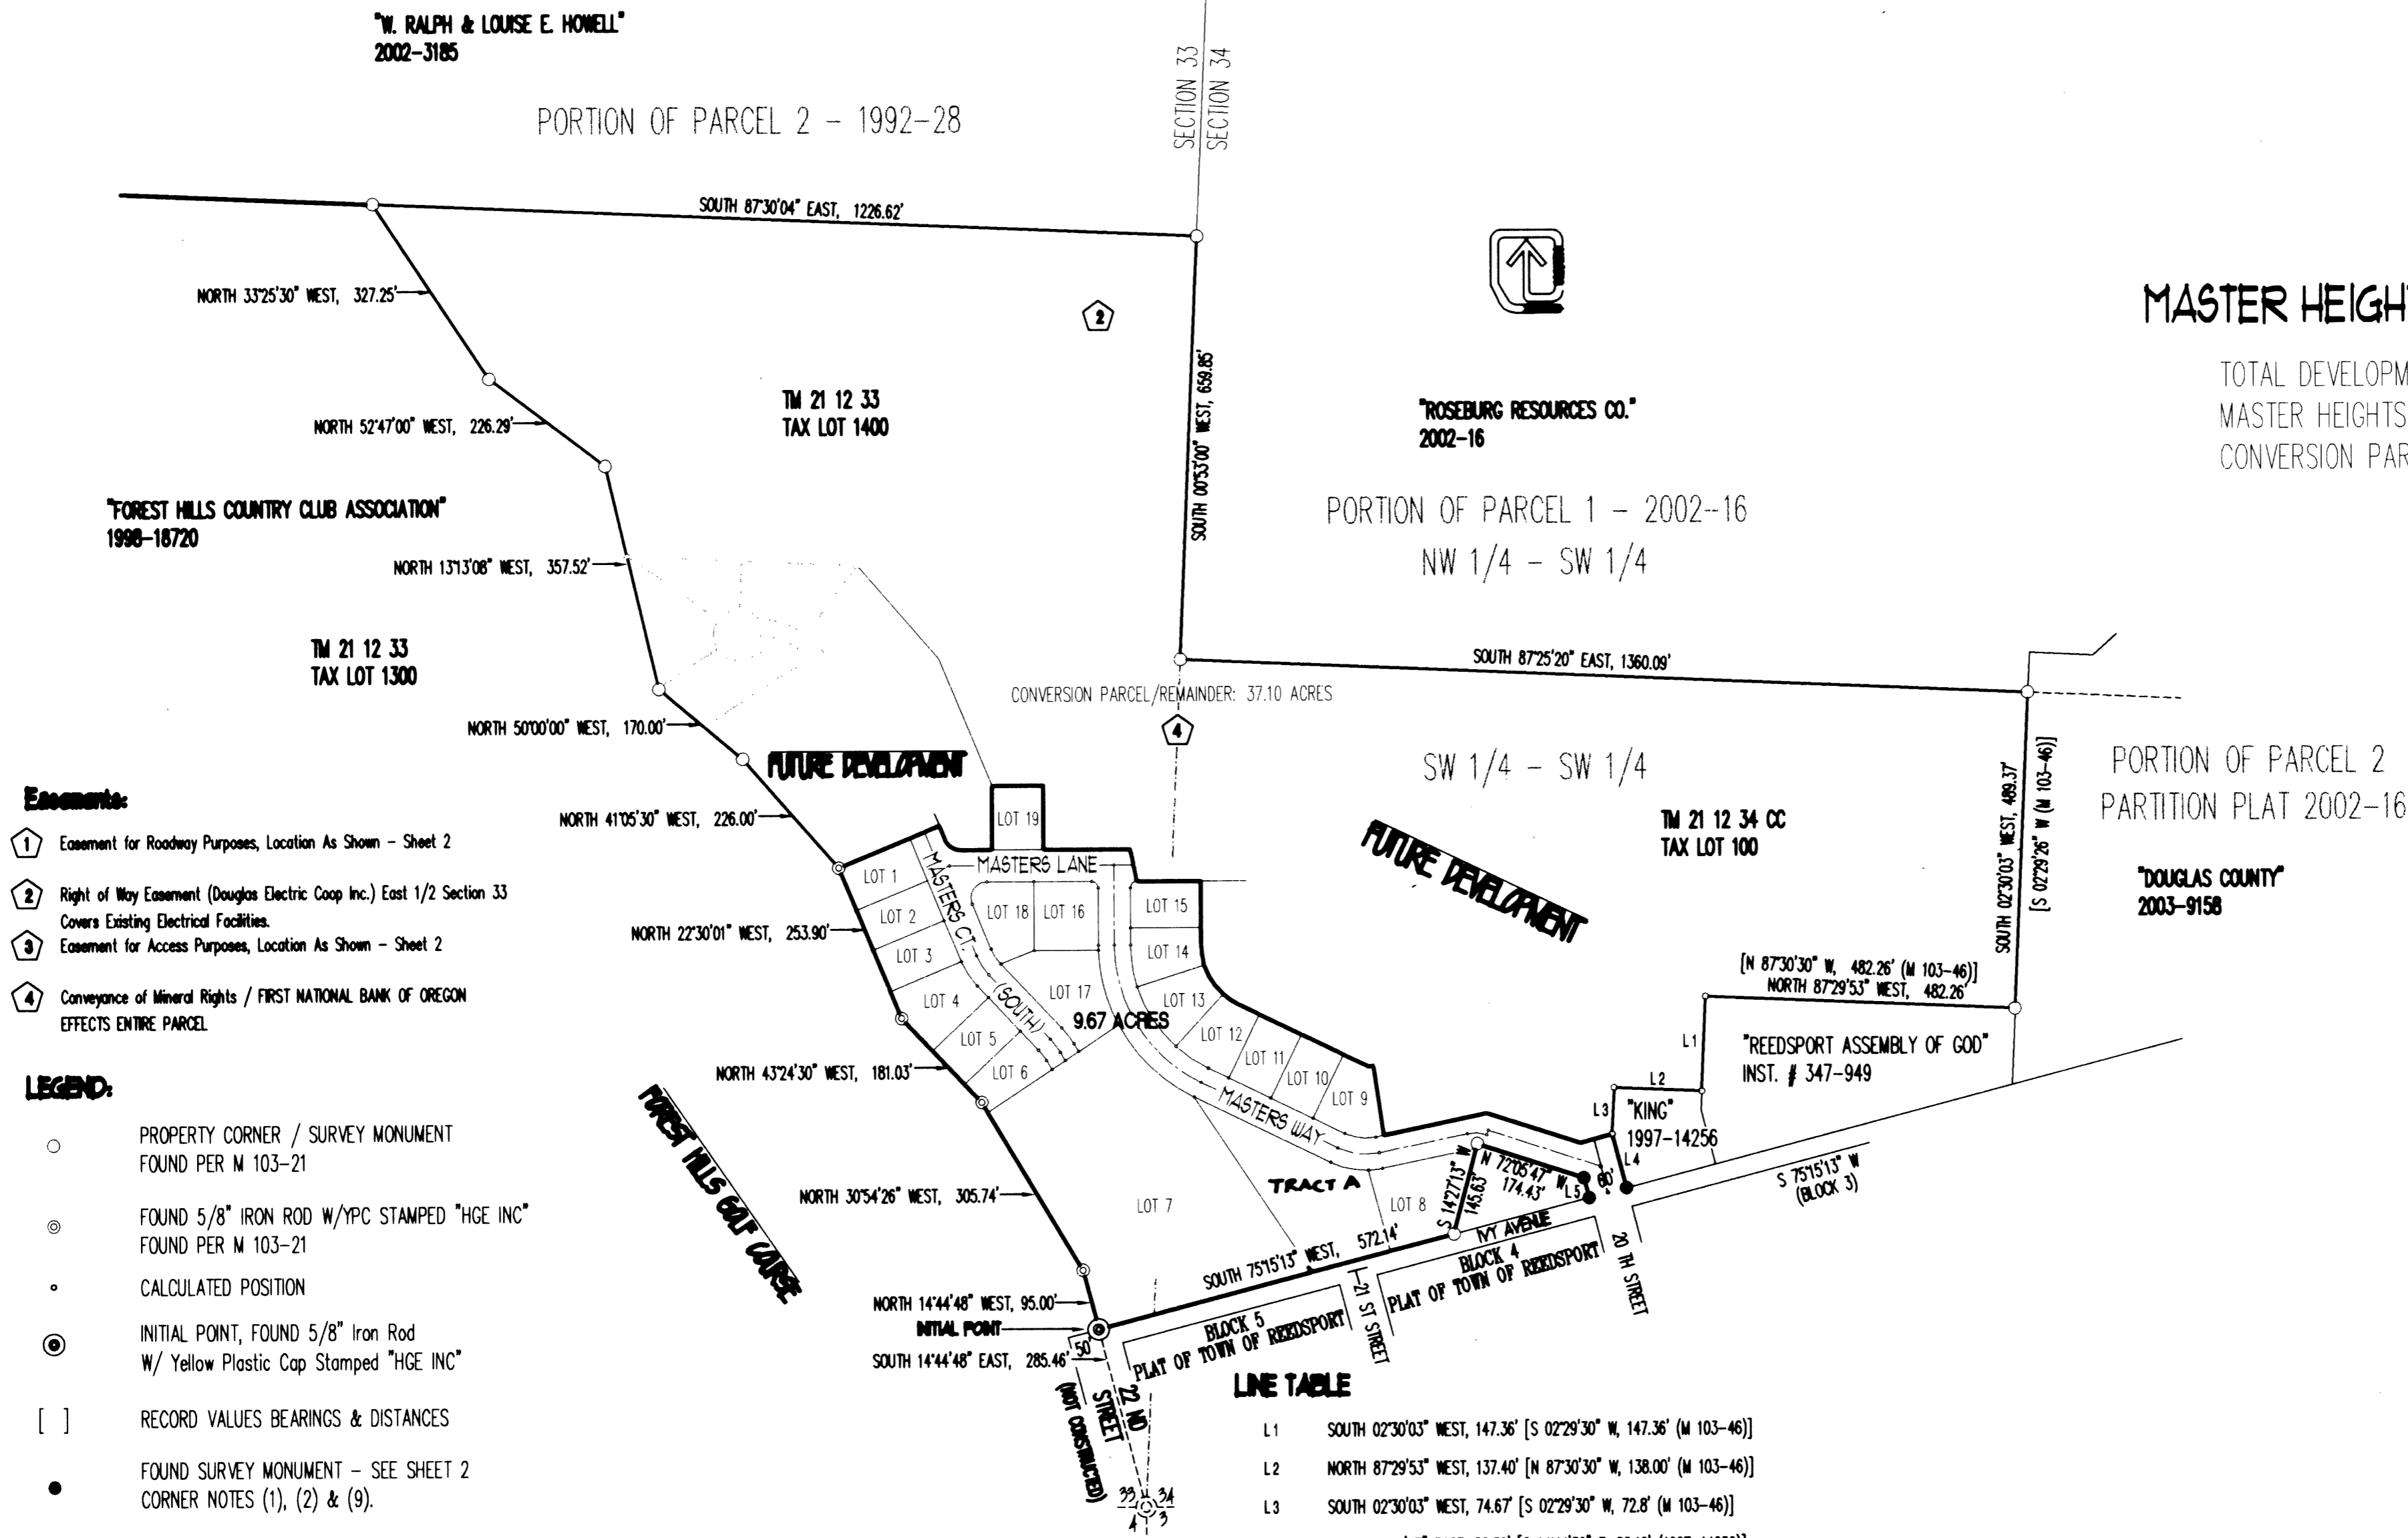 "W. RALPH & LOUISE E. HOWELL"
2002-3185
PORTION OF PARCEL 2 - 1992-28
SECTION 33
SECTION 34
SOUTH 87°30'04" EAST, 1226.62'
NORTH 33°25'30" WEST, 327.25'
2
SOUTH 00°53'00" WEST, 659.85'
MASTER HEIGH
TOTAL DEVELOPM
MASTER HEIGHTS
CONVERSION PAR
TM 21 12 33
TAX LOT 1400
"ROSEBURG RESOURCES CO."
2002-16
NORTH 52°47'00" WEST, 226.29'
"FOREST HILLS COUNTRY CLUB ASSOCIATION"
1998-18720
PORTION OF PARCEL 1 - 2002-16
NW 1/4 - SW 1/4
NORTH 13°13'08" WEST, 357.52'
TM 21 12 33
TAX LOT 1300
SOUTH 87°25'20" EAST, 1360.09'
CONVERSION PARCEL/REMAINDER: 37.10 ACRES
4
NORTH 50°00'00" WEST, 170.00'
FUTURE DEVELOPMENT
SW 1/4 - SW 1/4
SOUTH 02°30'03" WEST, 489.37'
[S 02°29'26" W (M 103-46)]
PORTION OF PARCEL 2
PARTITION PLAT 2002-16
TM 21 12 34 CC
TAX LOT 100
FUTURE DEVELOPMENT
"DOUGLAS COUNTY"
2003-9158
NORTH 41°05'30" WEST, 226.00'
LOT 19
MASTERS LANE
MASTERS CT.
(SOUTH)
LOT 1
LOT 2
LOT 3
LOT 4
LOT 5
LOT 6
LOT 18
LOT 16
LOT 15
LOT 14
LOT 17
9.67 ACRES
LOT 13
LOT 12
LOT 11
LOT 10
LOT 9
MASTERS WAY
NORTH 22°30'01" WEST, 253.90'
[N 87°30'30" W, 482.26' (M 103-46)]
NORTH 87°29'53" WEST, 482.26'
L1
"REEDSPORT ASSEMBLY OF GOD"
INST. # 347-949
L2
L3
"KING"
1997-14256
L4
S 75°15'13" W
(BLOCK 3)
NORTH 43°24'30" WEST, 181.03'
FOREST HILLS GOLF COURSE
NORTH 30°54'26" WEST, 305.74'
LOT 7
TRACT A
LOT 8
S 14°27'13" W
145.63'
N 72°05'47" W
174.43'
L5
60'
IVY AVENUE
SOUTH 75°15'13" WEST, 572.14'
BLOCK 4
PLAT OF TOWN OF REEDSPORT
20 TH STREET
21 ST STREET
BLOCK 5
PLAT OF TOWN OF REEDSPORT
NORTH 14°44'48" WEST, 95.00'
INITIAL POINT
50'
SOUTH 14°44'48" EAST, 285.46'
22 ND
STREET
(NOT CONSTRUCTED)
33 34
4 3
Easements:
1 Easement for Roadway Purposes, Location As Shown - Sheet 2
2 Right of Way Easement (Douglas Electric Coop Inc.) East 1/2 Section 33
Covers Existing Electrical Facilities.
3 Easement for Access Purposes, Location As Shown - Sheet 2
4 Conveyance of Mineral Rights / FIRST NATIONAL BANK OF OREGON
EFFECTS ENTIRE PARCEL
LEGEND:
PROPERTY CORNER / SURVEY MONUMENT
FOUND PER M 103-21
FOUND 5/8" IRON ROD W/YPC STAMPED "HGE INC"
FOUND PER M 103-21
CALCULATED POSITION
INITIAL POINT, FOUND 5/8" Iron Rod
W/ Yellow Plastic Cap Stamped "HGE INC"
[ ] RECORD VALUES BEARINGS & DISTANCES
FOUND SURVEY MONUMENT - SEE SHEET 2
CORNER NOTES (1), (2) & (9).
LINE TABLE
L1 SOUTH 02°30'03" WEST, 147.36' [S 02°29'30" W, 147.36' (M 103-46)]
L2 NORTH 87°29'53" WEST, 137.40' [N 87°30'30" W, 138.00' (M 103-46)]
L3 SOUTH 02°30'03" WEST, 74.67' [S 02°29'30" W, 72.8' (M 103-46)]